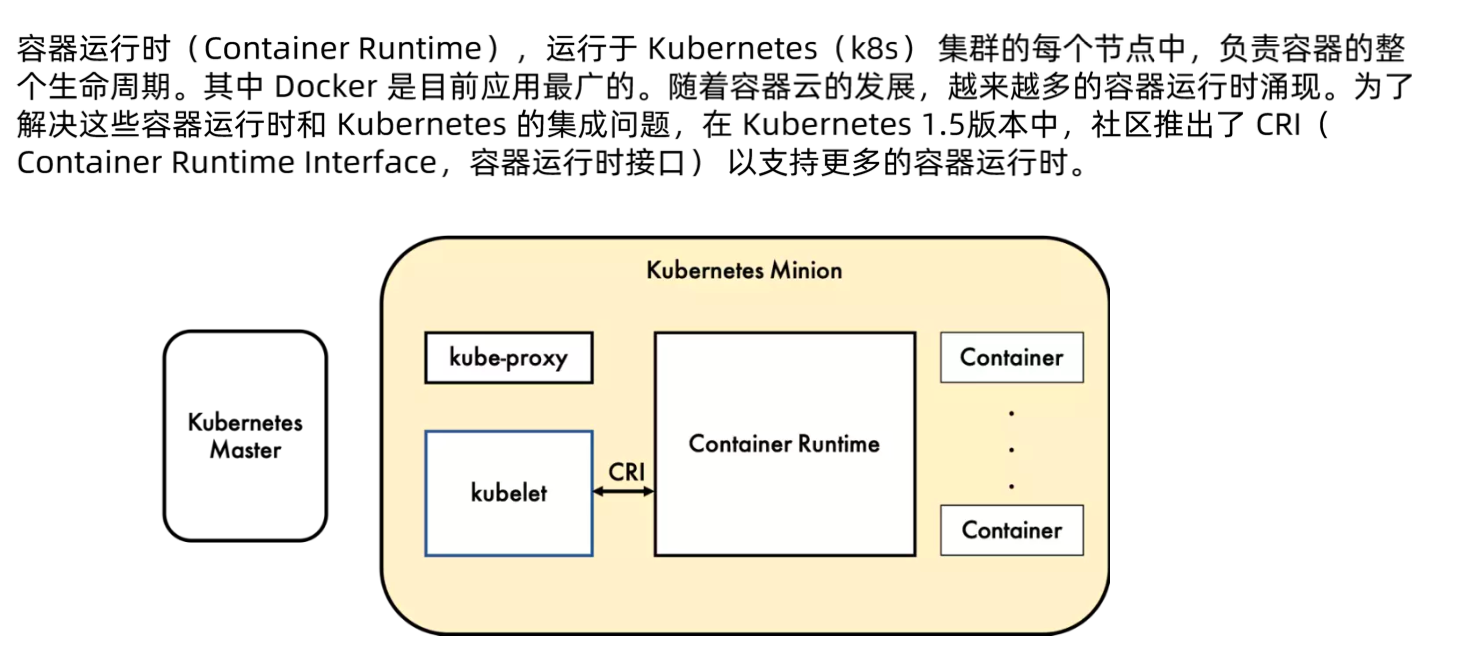 容器运行时（Container Runtime），运行于 Kubernetes（k8s） 集群的每个节点中，负责容器的整
个生命周期。其中 Docker 是目前应用最广的。随着容器云的发展，越来越多的容器运行时涌现。为了
解决这些容器运行时和 Kubernetes 的集成问题，在 Kubernetes 1.5版本中，社区推出了 CRI（
Container Runtime Interface，容器运行时接口） 以支持更多的容器运行时。
Kubernetes Minion
Kubernetes
Master
kube-proxy
kubelet
CRI
Container Runtime
Container
Container